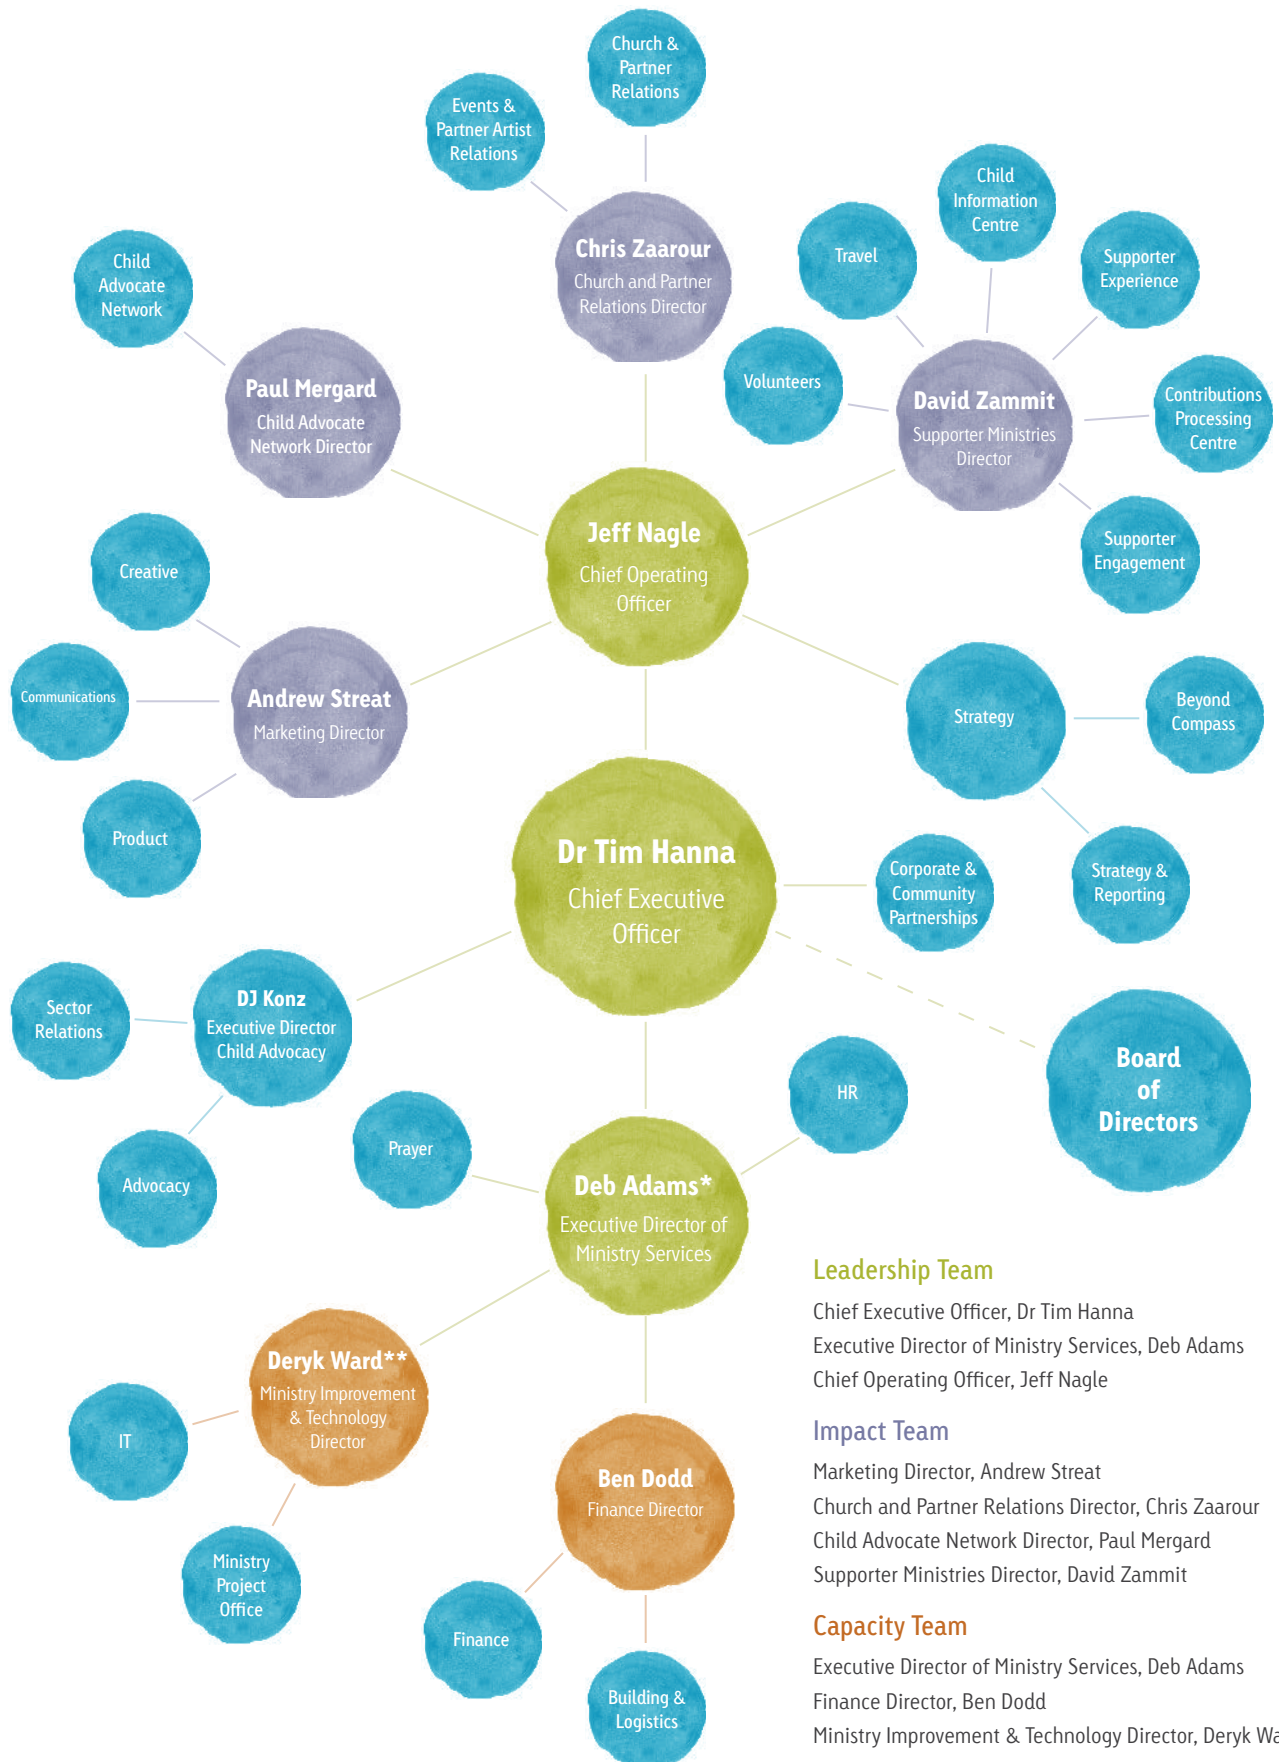 Church &
Partner
Relations
Events &
Partner Artist
Relations
Child
Information
Centre
Travel
Supporter
Experience
Chris Zaarour
Church and Partner
Relations Director
Child
Advocate
Network
Volunteers
Paul Mergard
Child Advocate
Network Director
David Zammit
Supporter Ministries
Director
Contributions
Processing
Centre
Jeff Nagle
Chief Operating
Officer
Supporter
Engagement
Creative
Communications
Andrew Streat
Marketing Director
Product
Strategy
Beyond
Compass
Dr Tim Hanna
Chief Executive
Officer
Corporate &
Community
Partnerships
Strategy &
Reporting
Sector
Relations
DJ Konz
Executive Director
Child Advocacy
Board
of
Directors
HR
Prayer
Advocacy
Deb Adams*
Executive Director of
Ministry Services
Deryk Ward**
Ministry Improvement
& Technology
Director
IT
Ministry
Project
Office
Ben Dodd
Finance Director
Finance
Building &
Logistics
Leadership Team
Chief Executive Officer, Dr Tim Hanna
Executive Director of Ministry Services, Deb Adams
Chief Operating Officer, Jeff Nagle
Impact Team
Marketing Director, Andrew Streat
Church and Partner Relations Director, Chris Zaarour
Child Advocate Network Director, Paul Mergard
Supporter Ministries Director, David Zammit
Capacity Team
Executive Director of Ministry Services, Deb Adams
Finance Director, Ben Dodd
Ministry Improvement & Technology Director, Deryk